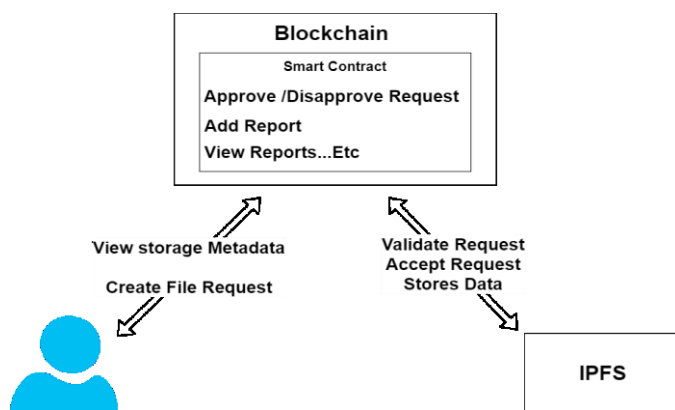 Blockchain
Smart Contract
Approve /Disapprove Request
Add Report
View Reports...Etc
View storage Metadata
Create File Request
Validate Request
Accept Request
Stores Data
IPFS